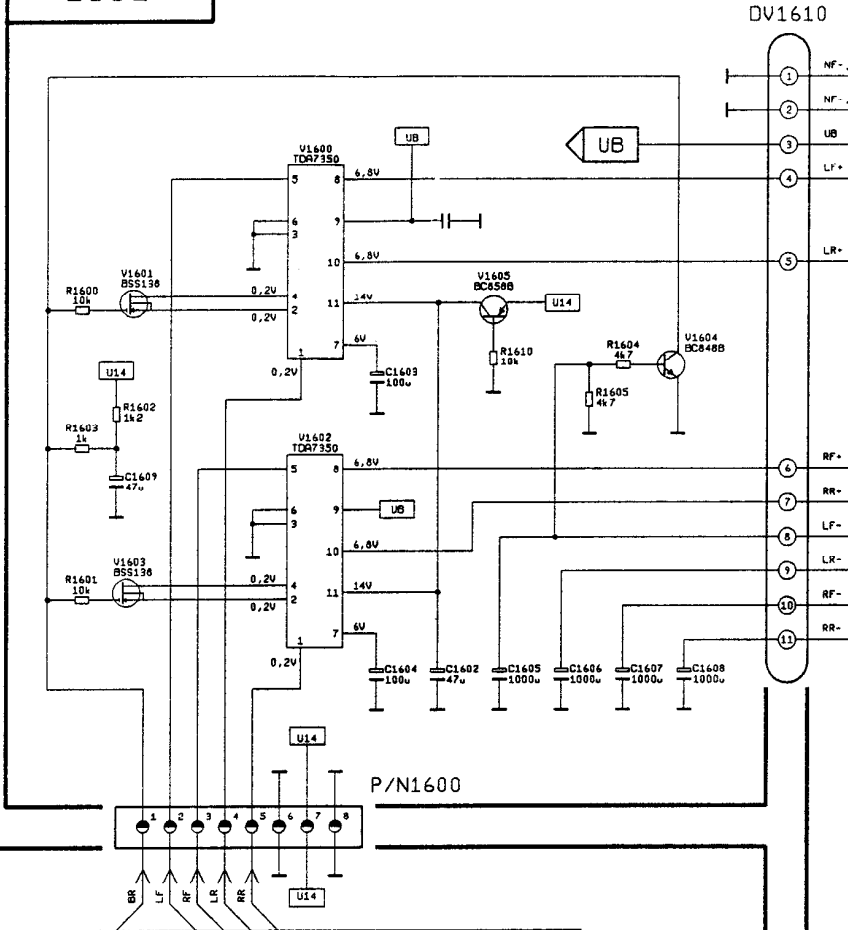 DV1610
1 NF-
2 NF-
UB 3 UB
4 LF+
5 LR+
V1600
TDA7350
UB
5 8 6,8V
6 9
3
10 6,8V
4 11 14V
2
1 7 6V
0,2V
0,2V
0,2V
V1601
BSS138
R1600
10k
V1605
BC858B
U14
R1610
10k
R1604
4k7
V1604
BC848B
R1605
4k7
C1603
100u
U14
R1602
1k2
R1603
1k
C1609
47u
V1602
TDA7350
5 8 6,8V
6 9 UB
3
10 6,8V
4 11 14V
2
1 7 6V
0,2V
0,2V
0,2V
V1603
BSS138
R1601
10k
6 RF+
7 RR+
8 LF-
9 LR-
10 RF-
11 RR-
C1604
100u
C1602
47u
C1605
1000u
C1606
1000u
C1607
1000u
C1608
1000u
U14
P/N1600
1 2 3 4 5 6 7 8
BR LF RF LR RR
U14